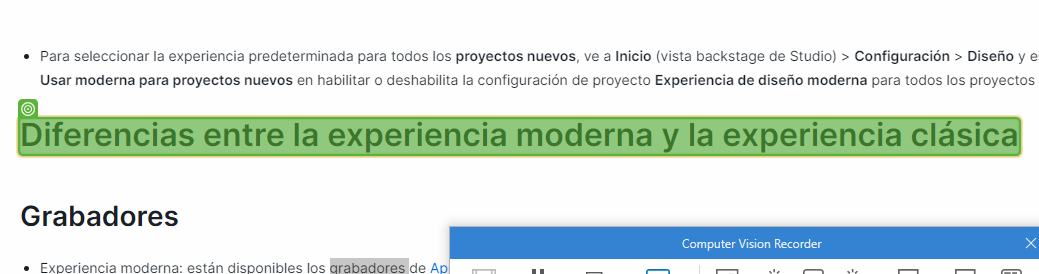 Para seleccionar la experiencia predeterminada para todos los proyectos nuevos, ve a Inicio (vista backstage de Studio) > Configuración > Diseño y
Usar moderna para proyectos nuevos en habilitar o deshabilita la configuración de proyecto Experiencia de diseño moderna para todos los proyectos
Diferencias entre la experiencia moderna y la experiencia clásica
Grabadores
Computer Vision Recorder
Experiencia moderna: están disponibles los grabadores de